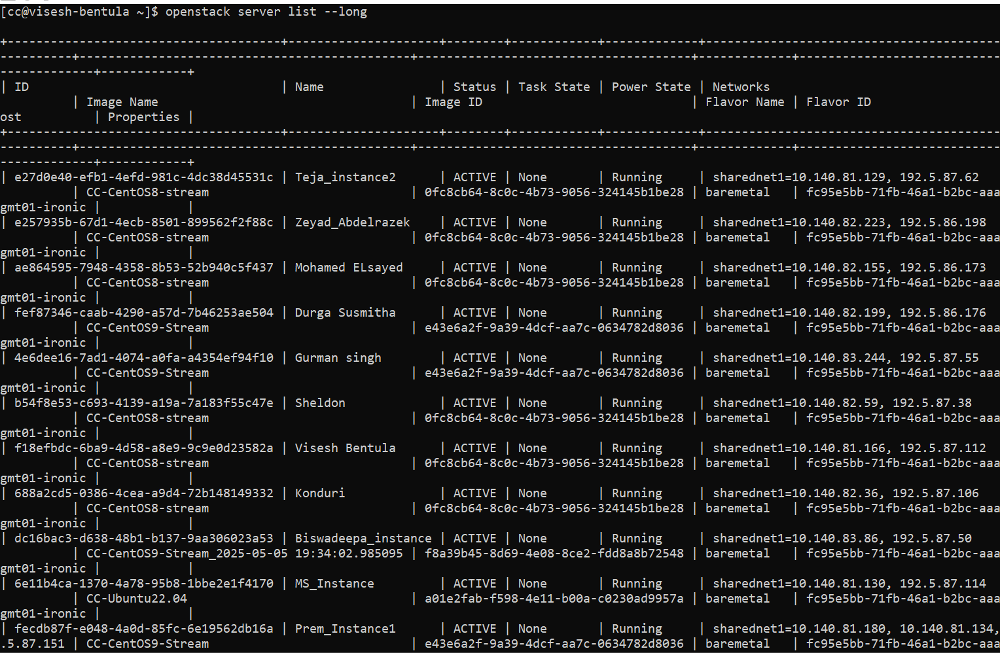 [cc@visesh-bentula ~]$ openstack server list --long
+--------------------------------------+---------------------+--------+------------+-------------+-----------------------------------------
----------+----------------------------------------------+--------------------------------------+-------------+----------------------------
-------------+------------+
| ID                                   | Name                | Status | Task State | Power State | Networks
          | Image Name                                   | Image ID                             | Flavor Name | Flavor ID
ost          | Properties |
+--------------------------------------+---------------------+--------+------------+-------------+-----------------------------------------
----------+----------------------------------------------+--------------------------------------+-------------+----------------------------
-------------+------------+
| e27d0e40-efb1-4efd-981c-4dc38d45531c | Teja_instance2      | ACTIVE | None       | Running     | sharednet1=10.140.81.129, 192.5.87.62
          | CC-CentOS8-stream                            | 0fc8cb64-8c0c-4b73-9056-324145b1be28 | baremetal   | fc95e5bb-71fb-46a1-b2bc-aaa
gmt01-ironic |            |
| e257935b-67d1-4ecb-8501-899562f2f88c | Zeyad_Abdelrazek    | ACTIVE | None       | Running     | sharednet1=10.140.82.223, 192.5.86.198
          | CC-CentOS8-stream                            | 0fc8cb64-8c0c-4b73-9056-324145b1be28 | baremetal   | fc95e5bb-71fb-46a1-b2bc-aaa
gmt01-ironic |            |
| ae864595-7948-4358-8b53-52b940c5f437 | Mohamed ELsayed     | ACTIVE | None       | Running     | sharednet1=10.140.82.155, 192.5.86.173
          | CC-CentOS8-stream                            | 0fc8cb64-8c0c-4b73-9056-324145b1be28 | baremetal   | fc95e5bb-71fb-46a1-b2bc-aaa
gmt01-ironic |            |
| fef87346-caab-4290-a57d-7b46253ae504 | Durga Susmitha      | ACTIVE | None       | Running     | sharednet1=10.140.82.199, 192.5.86.176
          | CC-CentOS9-Stream                            | e43e6a2f-9a39-4dcf-aa7c-0634782d8036 | baremetal   | fc95e5bb-71fb-46a1-b2bc-aaa
gmt01-ironic |            |
| 4e6dee16-7ad1-4074-a0fa-a4354ef94f10 | Gurman singh        | ACTIVE | None       | Running     | sharednet1=10.140.83.244, 192.5.87.55
          | CC-CentOS9-Stream                            | e43e6a2f-9a39-4dcf-aa7c-0634782d8036 | baremetal   | fc95e5bb-71fb-46a1-b2bc-aaa
gmt01-ironic |            |
| b54f8e53-c693-4139-a19a-7a183f55c47e | Sheldon             | ACTIVE | None       | Running     | sharednet1=10.140.82.59, 192.5.87.38
          | CC-CentOS8-stream                            | 0fc8cb64-8c0c-4b73-9056-324145b1be28 | baremetal   | fc95e5bb-71fb-46a1-b2bc-aaa
gmt01-ironic |            |
| f18efbdc-6ba9-4d58-a8e9-9c9e0d23582a | Visesh Bentula      | ACTIVE | None       | Running     | sharednet1=10.140.81.166, 192.5.87.112
          | CC-CentOS8-stream                            | 0fc8cb64-8c0c-4b73-9056-324145b1be28 | baremetal   | fc95e5bb-71fb-46a1-b2bc-aaa
gmt01-ironic |            |
| 688a2cd5-0386-4cea-a9d4-72b148149332 | Konduri             | ACTIVE | None       | Running     | sharednet1=10.140.82.36, 192.5.87.106
          | CC-CentOS8-stream                            | 0fc8cb64-8c0c-4b73-9056-324145b1be28 | baremetal   | fc95e5bb-71fb-46a1-b2bc-aaa
gmt01-ironic |            |
| dc16bac3-d638-48b1-b137-9aa306023a53 | Biswadeepa_instance | ACTIVE | None       | Running     | sharednet1=10.140.83.86, 192.5.87.50
          | CC-CentOS9-Stream_2025-05-05 19:34:02.985095 | f8a39b45-8d69-4e08-8ce2-fdd8a8b72548 | baremetal   | fc95e5bb-71fb-46a1-b2bc-aaa
gmt01-ironic |            |
| 6e11b4ca-1370-4a78-95b8-1bbe2e1f4170 | MS_Instance         | ACTIVE | None       | Running     | sharednet1=10.140.81.130, 192.5.87.114
          | CC-Ubuntu22.04                               | a01e2fab-f598-4e11-b00a-c0230ad9957a | baremetal   | fc95e5bb-71fb-46a1-b2bc-aaa
gmt01-ironic |            |
| fecdb87f-e048-4a0d-85fc-6e19562db16a | Prem_Instance1      | ACTIVE | None       | Running     | sharednet1=10.140.81.180, 10.140.81.134,
.5.87.151 | CC-CentOS9-Stream                            | e43e6a2f-9a39-4dcf-aa7c-0634782d8036 | baremetal   | fc95e5bb-71fb-46a1-b2bc-aaa